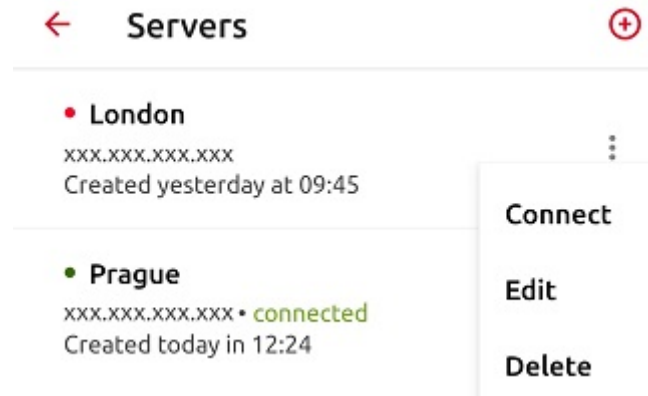 Servers
London
xxx.xxx.xxx.xxx
Created yesterday at 09:45
Connect
Prague
Edit
xxx.xxx.xxx.xxx • connected
Created today in 12:24
Delete